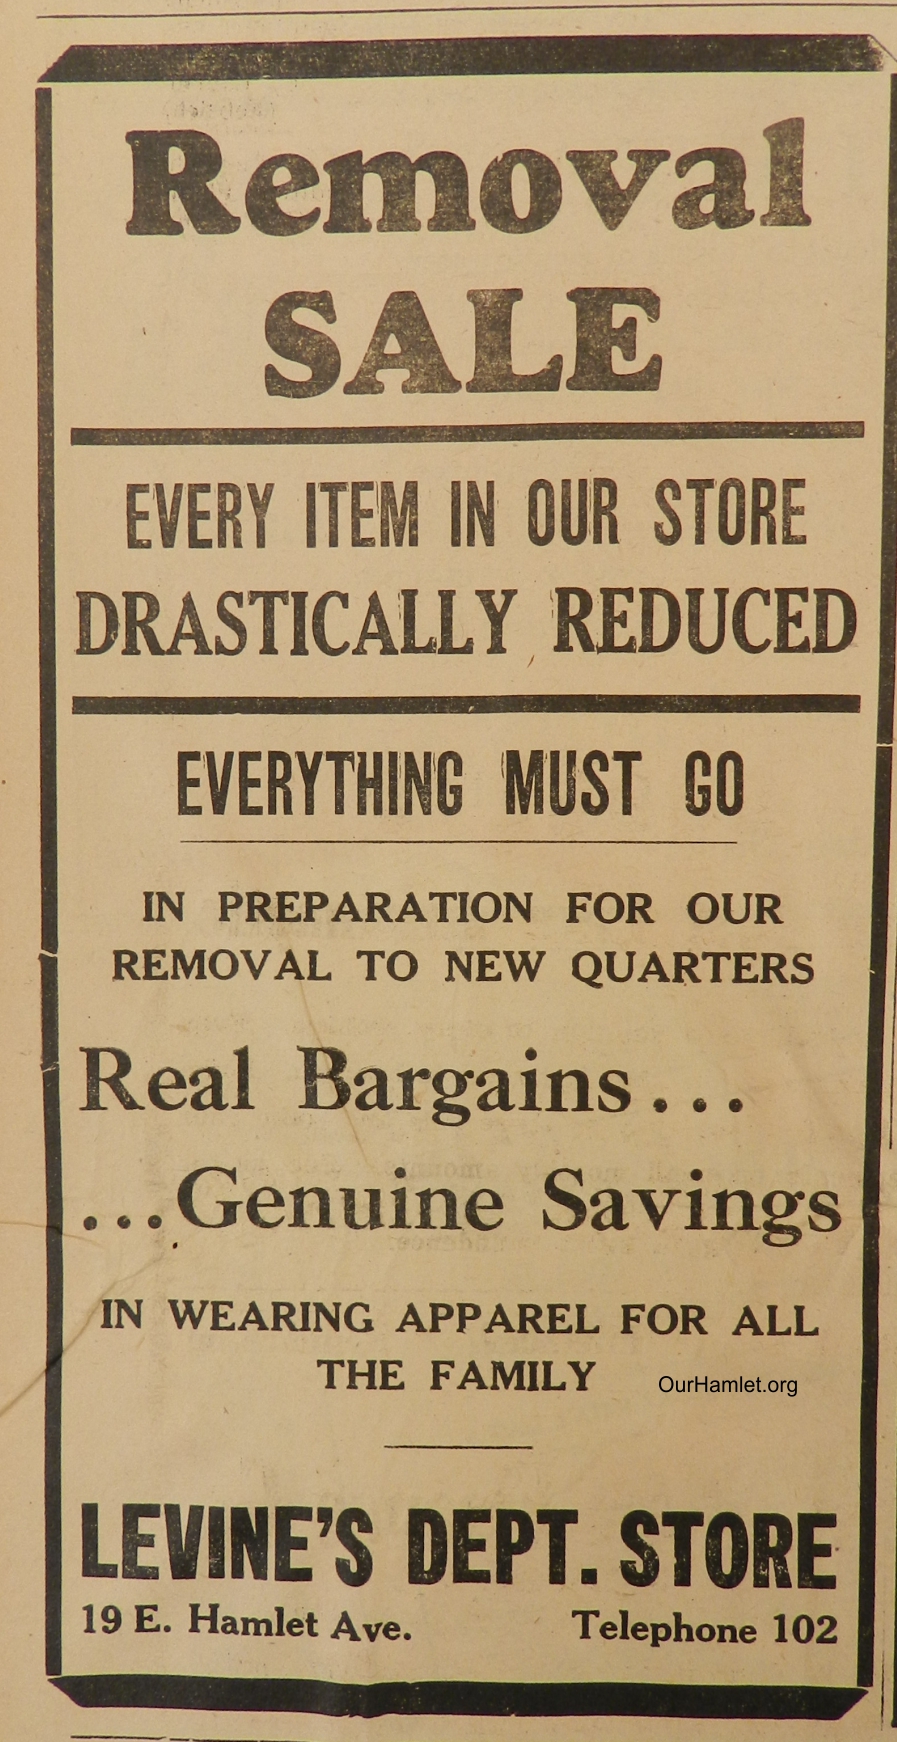 Removal
SALE
EVERY ITEM IN OUR STORE
DRASTICALLY REDUCED
EVERYTHING MUST GO
IN PREPARATION FOR OUR
REMOVAL TO NEW QUARTERS
Real Bargains...
...Genuine Savings
IN WEARING APPAREL FOR ALL
THE FAMILY
OurHamlet.org
LEVINE'S DEPT. STORE
19 E. Hamlet Ave. Telephone 102